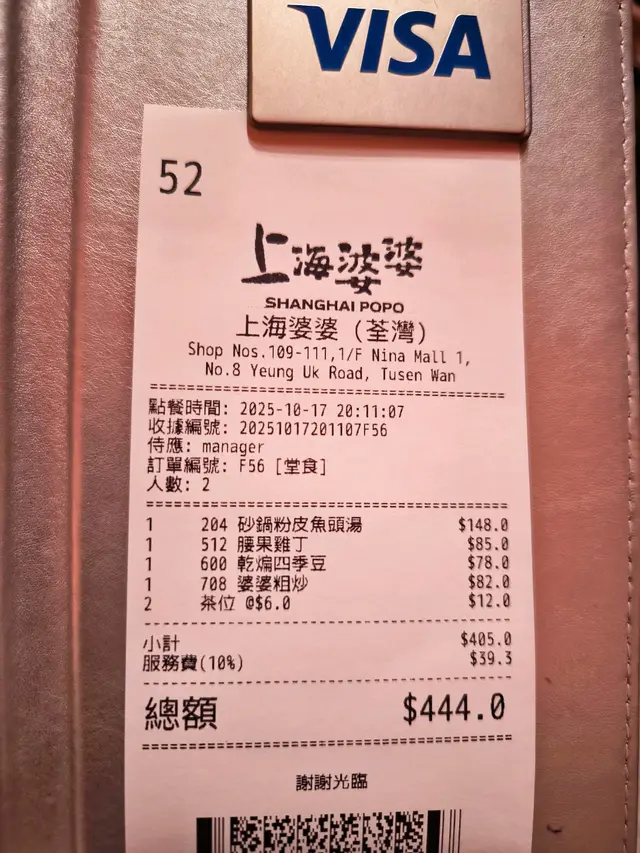 VISA
52
上海婆婆
SHANGHAI POPO
上海婆婆 (荃灣)
Shop Nos.109-111,1/F Nina Mall 1,
No.8 Yeung Uk Road, Tusen Wan
點餐時間: 2025-10-17 20:11:07
收據編號: 20251017201107F56
侍應: manager
訂單編號: F56 [堂食]
人數: 2
1 204 砂鍋粉皮魚頭湯 $148.0
1 512 腰果雞丁 $85.0
1 600 乾煸四季豆 $78.0
1 708 婆婆粗炒 $82.0
2 茶位 @$6.0 $12.0
小計 $405.0
服務費(10%) $39.3
總額 $444.0
謝謝光臨